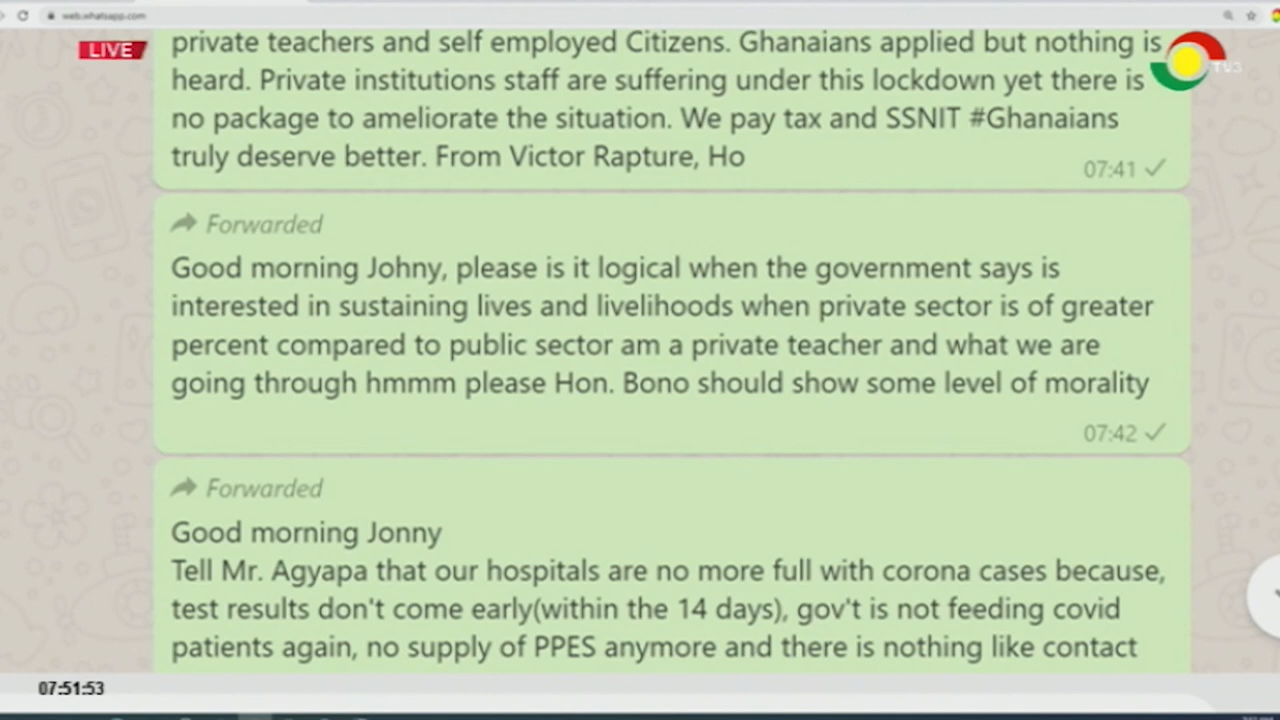 web.whatsapp.com
LIVE
TV3
private teachers and self employed Citizens. Ghanaians applied but nothing is
heard. Private institutions staff are suffering under this lockdown yet there is
no package to ameliorate the situation. We pay tax and SSNIT #Ghanaians
truly deserve better. From Victor Rapture, Ho
07:41
Forwarded
Good morning Johny, please is it logical when the government says is
interested in sustaining lives and livelihoods when private sector is of greater
percent compared to public sector am a private teacher and what we are
going through hmmm please Hon. Bono should show some level of morality
07:42
Forwarded
Good morning Jonny
Tell Mr. Agyapa that our hospitals are no more full with corona cases because,
test results don't come early(within the 14 days), gov't is not feeding covid
patients again, no supply of PPES anymore and there is nothing like contact
07:51:53